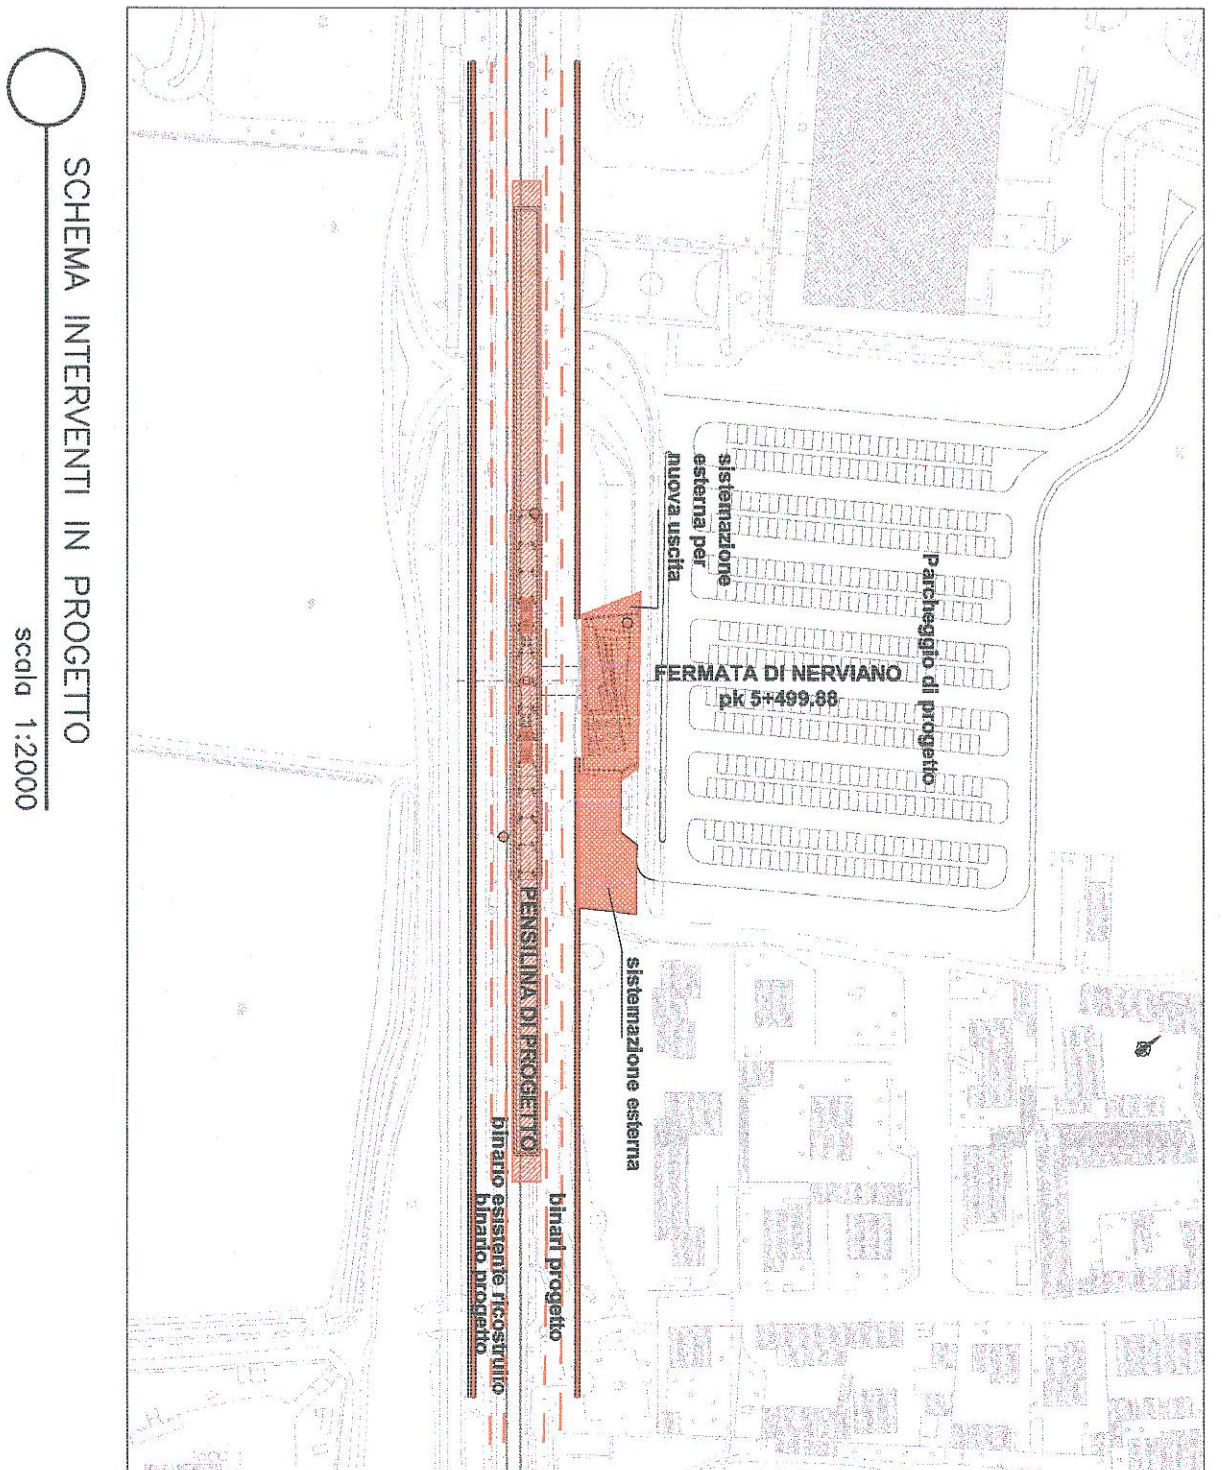 SCHEMA INTERVENTI IN PROGETTO
scala 1:2000
sistemazione
esterna per
nuova uscita
Parcheggio di progetto
FERMATA DI NERVIANO
pk 5+499.88
sistemazione esterna
PENSILINA DI PROGETTO
binari progetto
binario esistente ricostruito
binario progetto